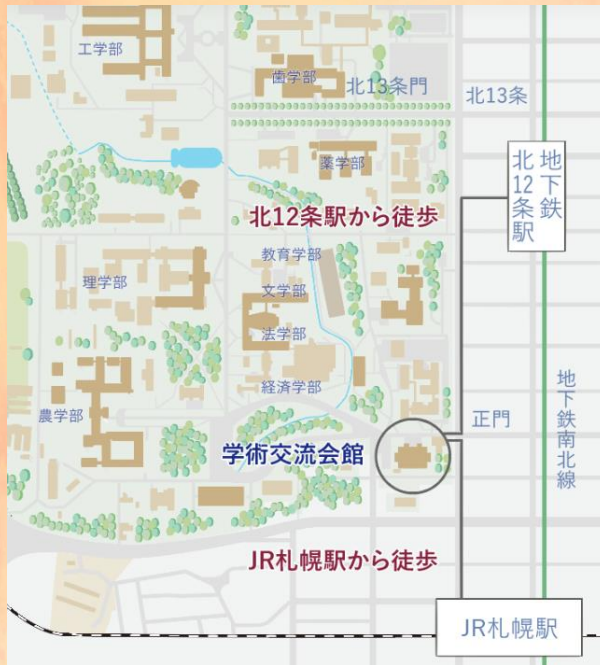 工学部
歯学部
北13条門
北13条
薬学部
地下鉄
北12条駅
北12条駅から徒歩
教育学部
理学部
文学部
法学部
経済学部
農学部
正門
地下鉄南北線
学術交流会館
JR札幌駅から徒歩
JR札幌駅